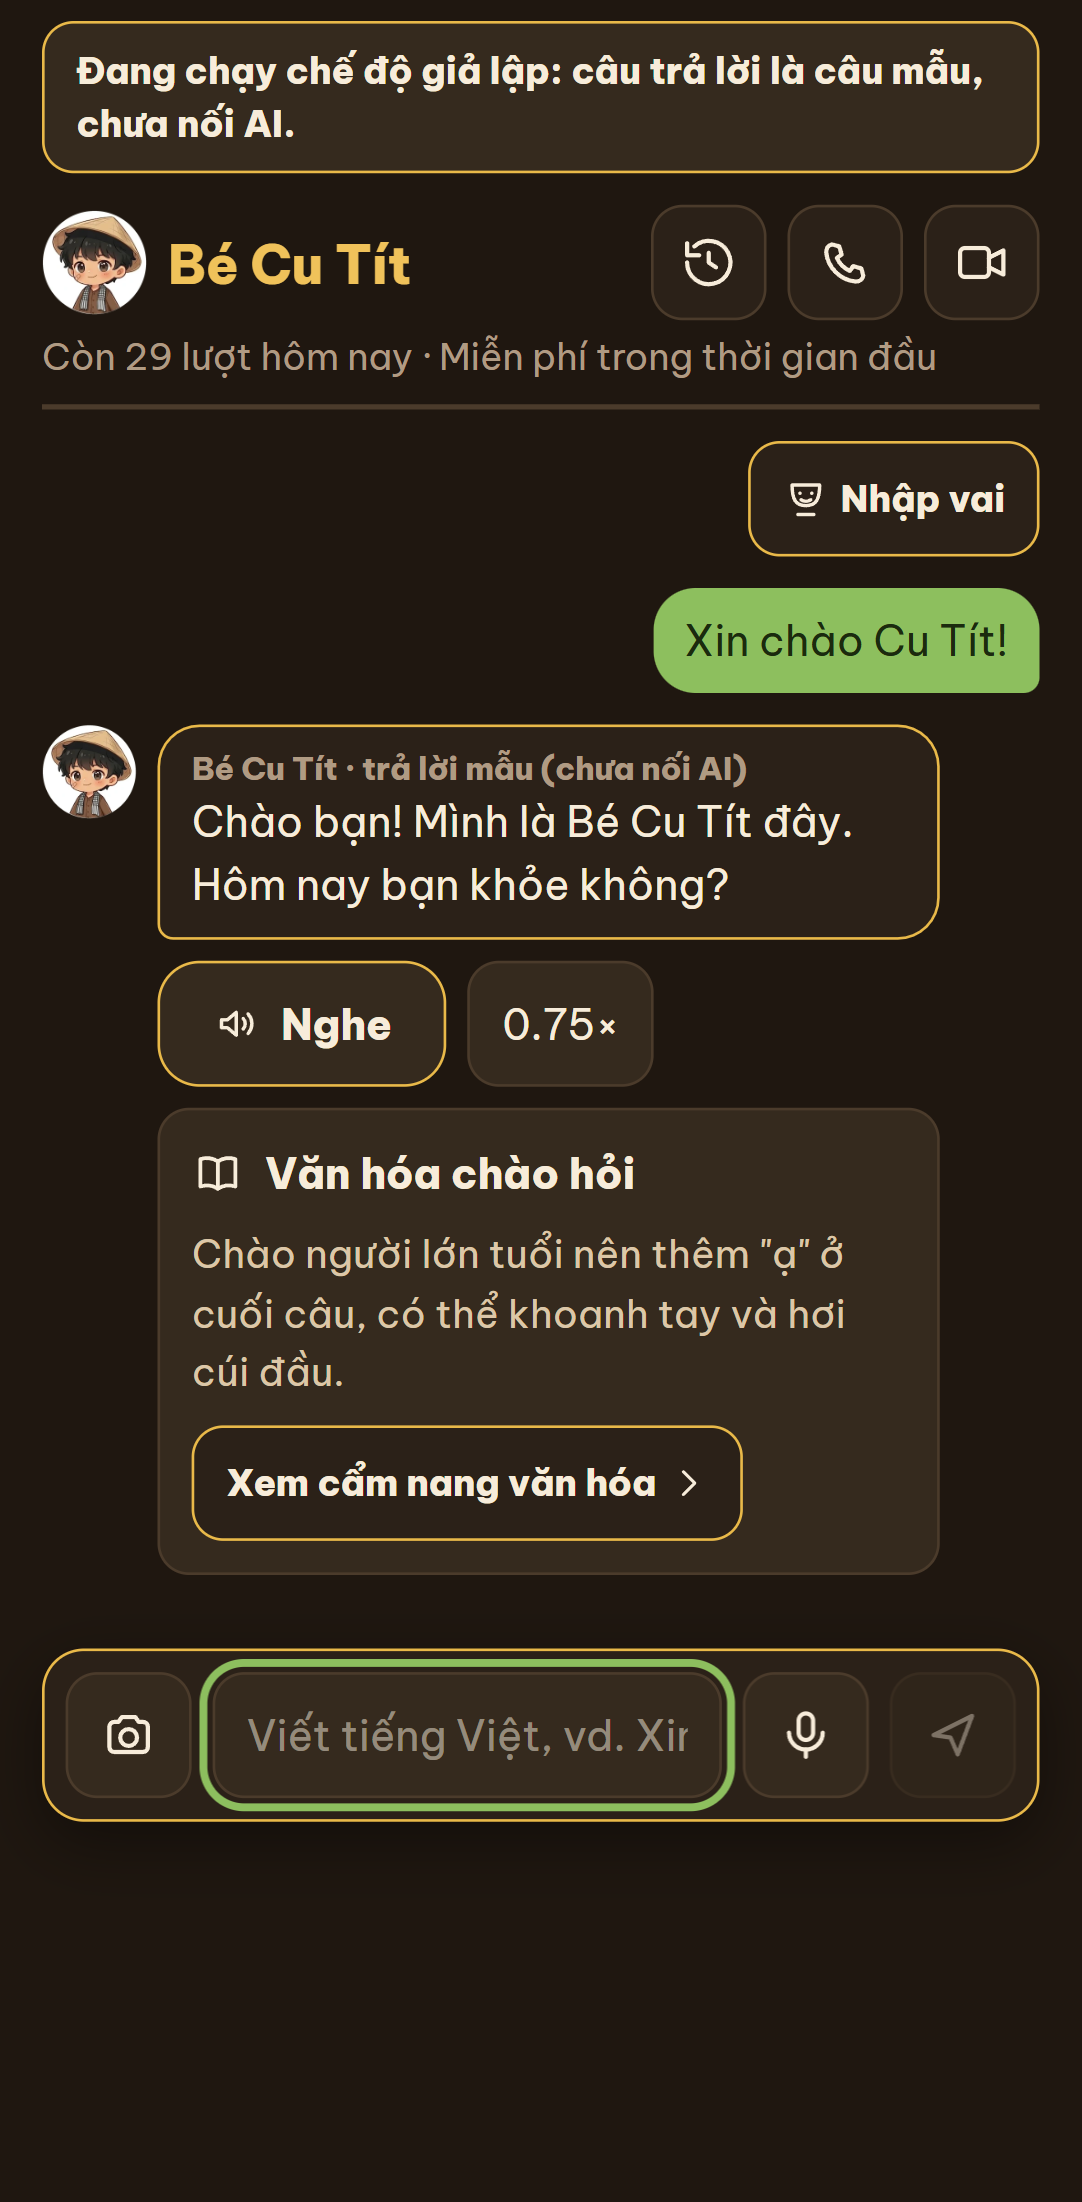 Đang chạy chế độ giả lập: câu trả lời là câu mẫu,
chưa nối AI.
Bé Cu Tít
Còn 29 lượt hôm nay · Miễn phí trong thời gian đầu
Nhập vai
Xin chào Cu Tít!
Bé Cu Tít · trả lời mẫu (chưa nối AI)
Chào bạn! Mình là Bé Cu Tít đây.
Hôm nay bạn khỏe không?
Nghe
0.75×
Văn hóa chào hỏi
Chào người lớn tuổi nên thêm "ạ" ở
cuối câu, có thể khoanh tay và hơi
cúi đầu.
Xem cẩm nang văn hóa
Viết tiếng Việt, vd. Xin